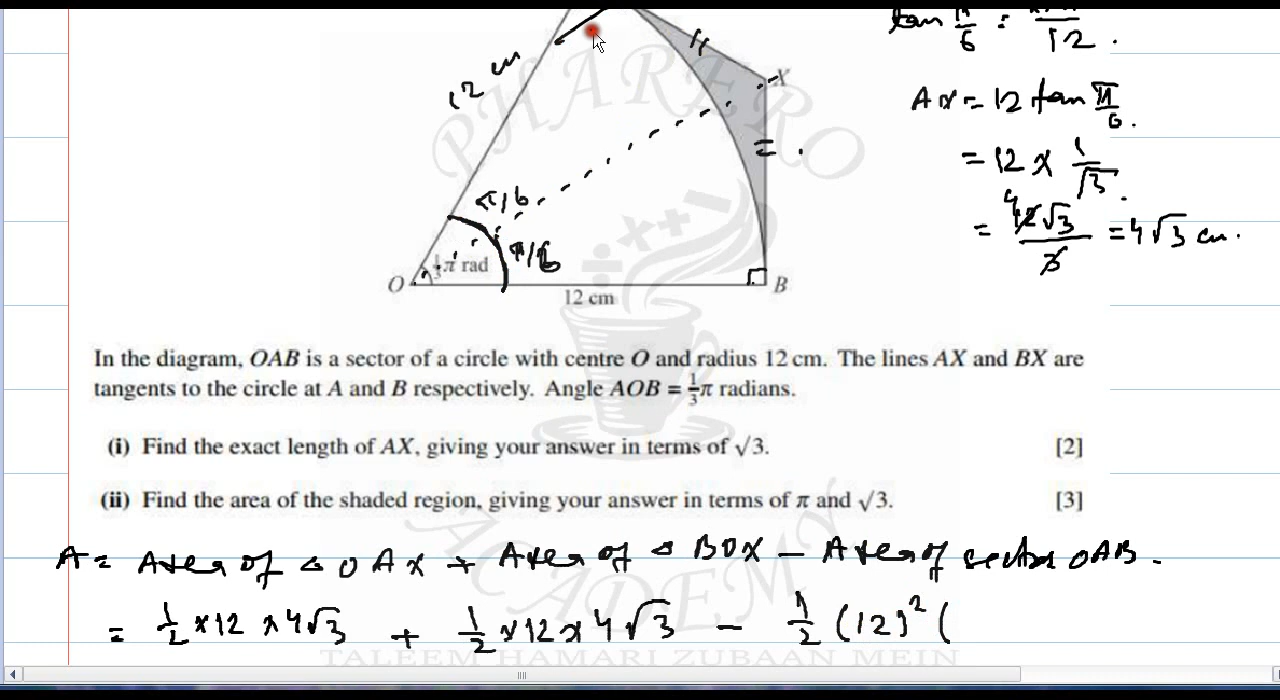 tan π/6 = /12 .
12 cm
X
Ax = 12 tan π/6 .
= 12 x 1/√3 .
π/6
= 12√3/3 = 4√3 cm .
4
π/6
O
1/3 π rad
B
12 cm
In the diagram, OAB is a sector of a circle with centre O and radius 12 cm. The lines AX and BX are
tangents to the circle at A and B respectively. Angle AOB = 1/3 π radians.
(i) Find the exact length of AX, giving your answer in terms of √3. [2]
(ii) Find the area of the shaded region, giving your answer in terms of π and √3. [3]
A = Area of △ OAX + Area of △ BOX − Area of sector OAB.
= 1/2 x 12 x 4√3 + 1/2 x 12 x 4√3 − 1/2 (12)² (
PHARERO
ACADEMY
TALEEM HAMARI ZUBAAN MEIN